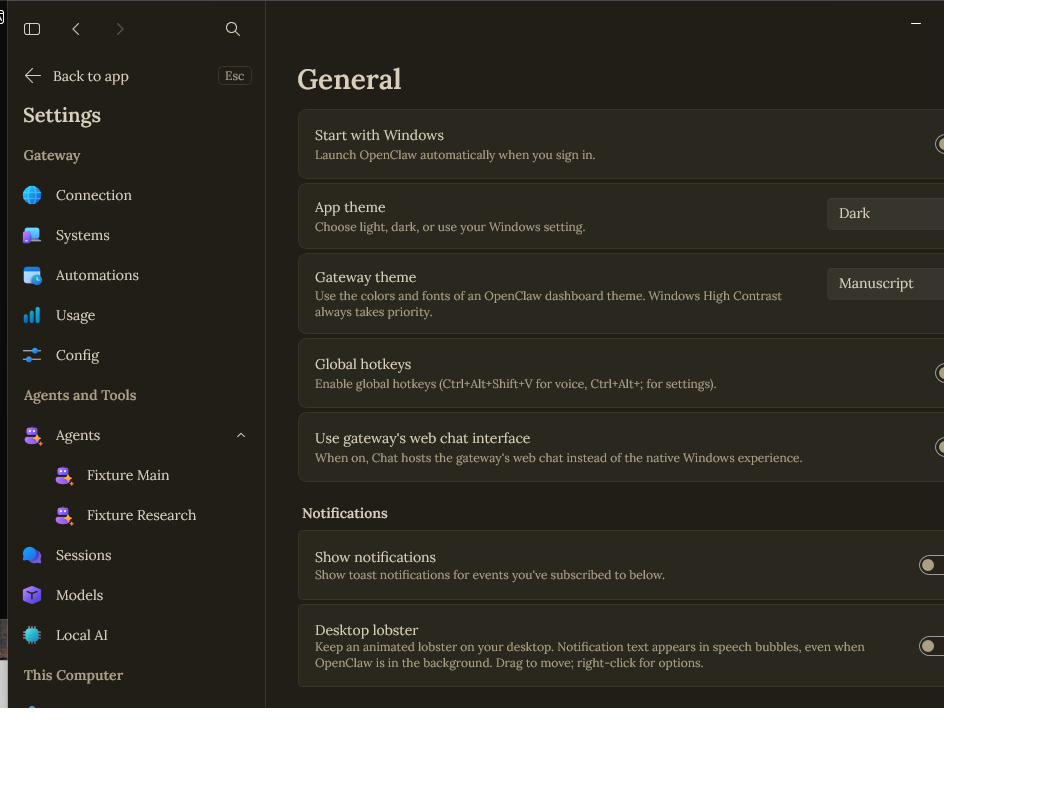 Back to app
Esc
Settings
Gateway
Connection
Systems
Automations
Usage
Config
Agents and Tools
Agents
Fixture Main
Fixture Research
Sessions
Models
Local AI
This Computer
General
Start with Windows
Launch OpenClaw automatically when you sign in.
App theme
Choose light, dark, or use your Windows setting.
Dark
Gateway theme
Use the colors and fonts of an OpenClaw dashboard theme. Windows High Contrast
always takes priority.
Manuscript
Global hotkeys
Enable global hotkeys (Ctrl+Alt+Shift+V for voice, Ctrl+Alt+; for settings).
Use gateway's web chat interface
When on, Chat hosts the gateway's web chat instead of the native Windows experience.
Notifications
Show notifications
Show toast notifications for events you've subscribed to below.
Desktop lobster
Keep an animated lobster on your desktop. Notification text appears in speech bubbles, even when
OpenClaw is in the background. Drag to move; right-click for options.